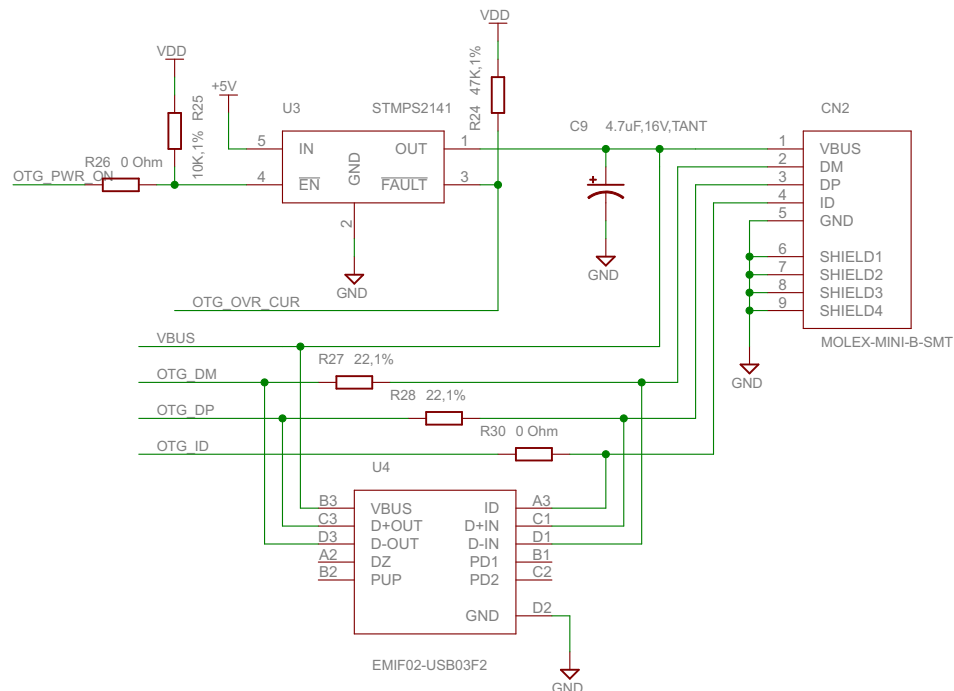 VDD
47K,1%
R24
VDD
+5V
R25
10K,1%
U3
STMPS2141
C9 4.7uF,16V,TANT
CN2
R26 0 Ohm
OTG_PWR_ON
5 IN
OUT 1
4 EN
FAULT 3
GND
2
GND
GND
1 VBUS
2 DM
3 DP
4 ID
5 GND
6 SHIELD1
7 SHIELD2
8 SHIELD3
9 SHIELD4
MOLEX-MINI-B-SMT
GND
OTG_OVR_CUR
VBUS
R27 22,1%
OTG_DM
R28 22,1%
OTG_DP
R30 0 Ohm
OTG_ID
U4
B3 VBUS
ID A3
C3 D+OUT
D+IN C1
D3 D-OUT
D-IN D1
A2 DZ
PD1 B1
B2 PUP
PD2 C2
GND D2
EMIF02-USB03F2
GND